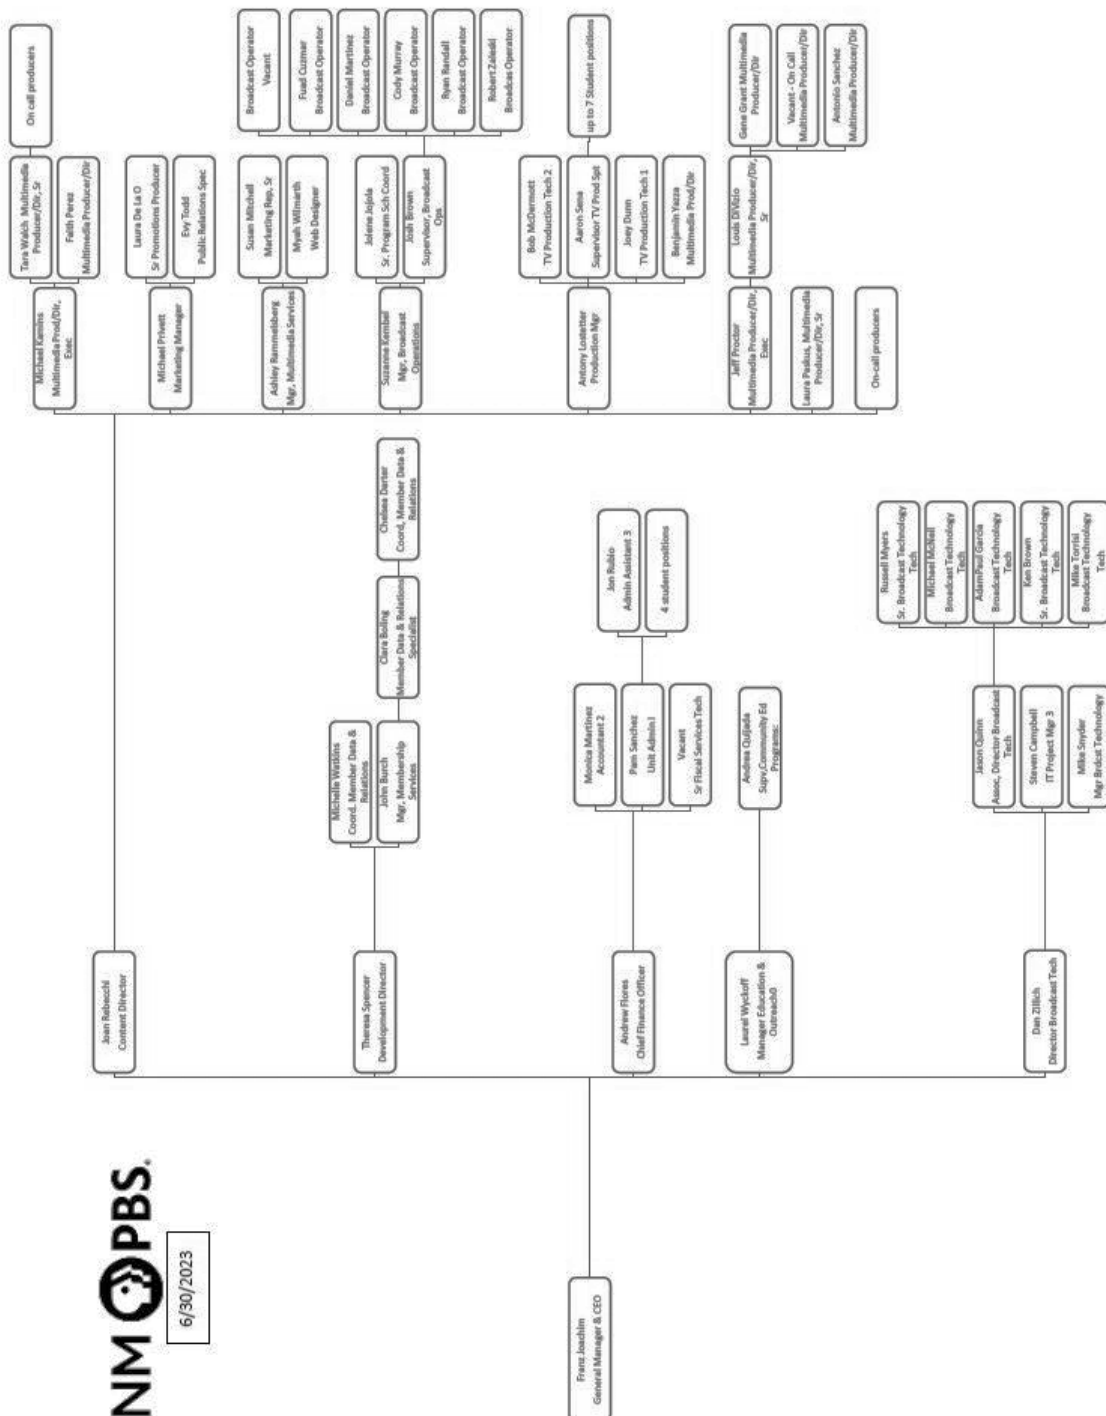 NM PBS.
6/30/2023
Franz Joachim
General Manager & CEO
Joan Rebecchi
Content Director
Theresa Spencer
Development Director
Andrew Flores
Chief Finance Officer
Laurel Wyckoff
Manager Education &
Outreach0
Dan Zillich
Director Broadcast Tech
Michael Kamins
Multimedia Prod/Dir,
Exec
Tara Walch Multimedia
Producer/Dir, Sr
On call producers
Faith Perez
Multimedia Producer/Dir
Michael Privett
Marketing Manager
Laura De La O
Sr Promotions Producer
Evy Todd
Public Relations Spec
Ashley Rammelsberg
Mgr, Multimedia Services
Susan Mitchell
Marketing Rep, Sr
Myah Wilmarth
Web Designer
Suzanne Kembel
Mgr, Broadcast
Operations
Jolene Jojola
Sr. Program Sch Coord
Josh Brown
Supervisor, Broadcast
Ops
Broadcast Operator
Vacant
Fuad Cuzmar
Broadcast Operator
Daniel Martinez
Broadcast Operator
Cody Murray
Broadcast Operator
Ryan Randall
Broadcast Operator
Robert Zaleski
Broadcas Operator
Antony Lostetter
Production Mgr
Bob McDermott
TV Production Tech 2
Aaron Sena
Supervisor TV Prod Spt
up to 7 Student positions
Joey Dunn
TV Production Tech 1
Benjamin Yazza
Multimedia Prod/Dir
Jeff Proctor
Multimedia Producer/Dir,
Exec
Louis DiVizio
Multimedia Producer/Dir,
Sr
Gene Grant Multimedia
Producer/Dir
Vacant - On Call
Multimedia Producer/Dir
Antonio Sanchez
Multimedia Producer/Dir
Laura Paskus, Multimedia
Producer/Dir, Sr
On-call producers
Michelle Watkins
Coord. Member Data &
Relations
John Burch
Mgr, Membership
Services
Clara Boling
Member Data & Relations
Specialist
Chelsea Darter
Coord, Member Data &
Relations
Monica Martinez
Accountant 2
Pam Sanchez
Unit Admin I
Vacant
Sr Fiscal Services Tech
Jon Rubio
Admin Assistant 3
4 student positions
Andrea Quijada
Supv,Community Ed
Programs:
Jason Quinn
Assoc, Director Broadcast
Tech
Steven Campbell
IT Project Mgr 3
Mike Snyder
Mgr Brdcst Technology
Russell Myers
Sr. Broadcast Technology
Tech
Michael McNeil
Broadcast Technology
Tech
AdamPaul Garcia
Broadcast Technology
Tech
Ken Brown
Sr. Broadcast Technology
Tech
Mike Torrisi
Broadcast Technology
Tech